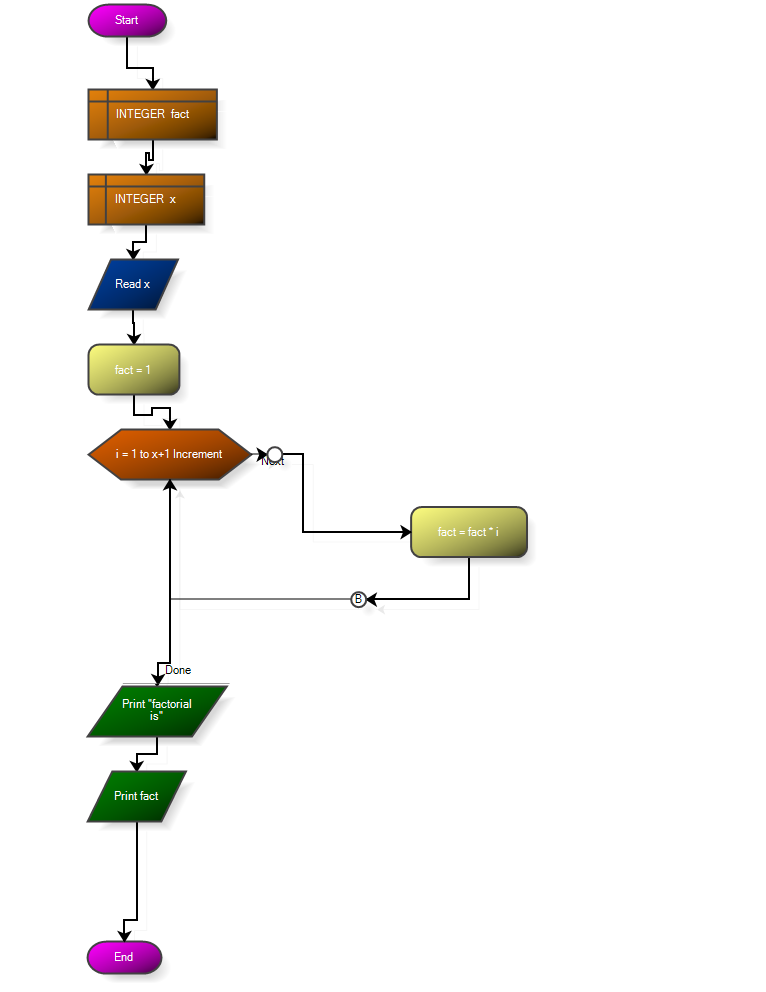 Start
INTEGER fact
INTEGER x
Read x
fact = 1
i = 1 to x+1 Increment
Next
fact = fact * i
B
Done
Print "factorial
is"
Print fact
End